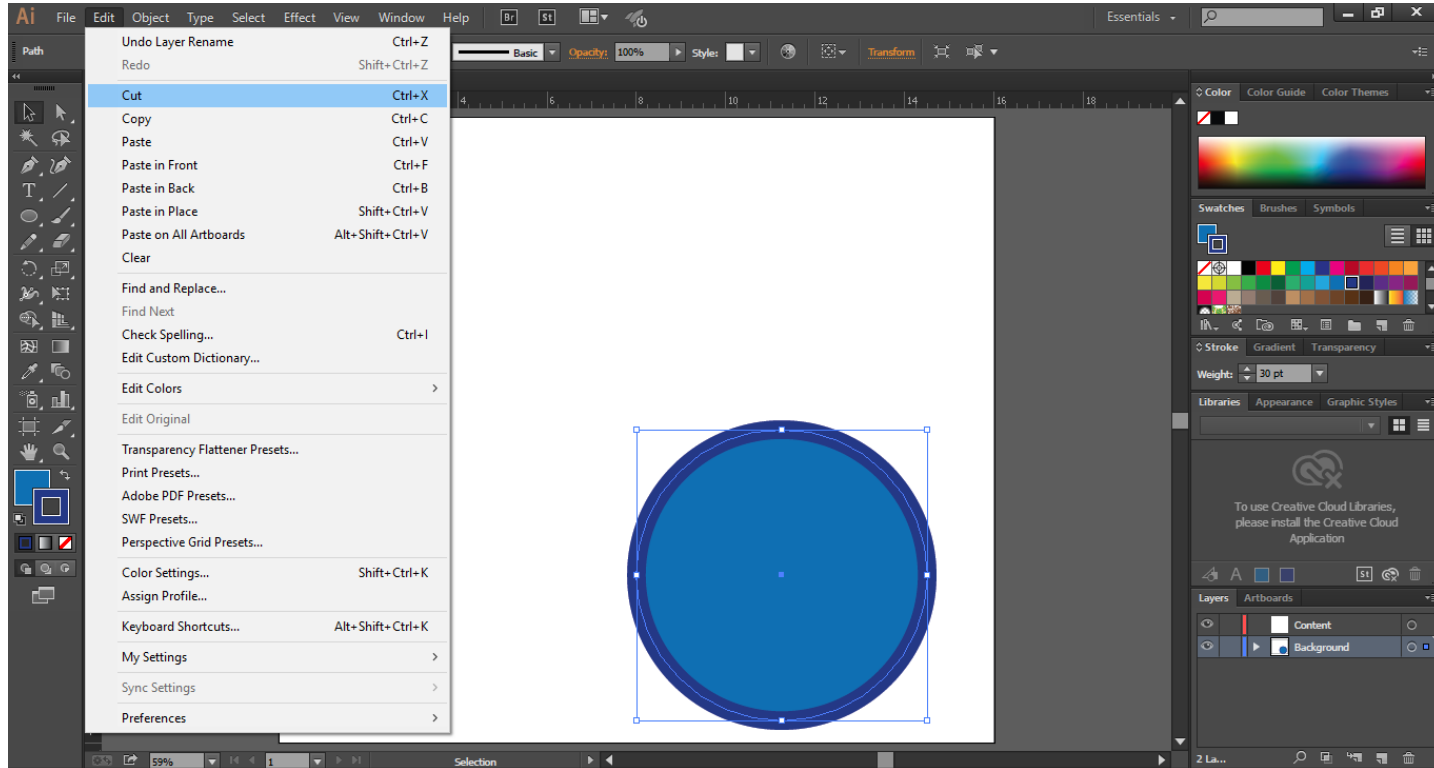 Ai File Edit Object Type Select Effect View Window Help Br St Essentials
Path Basic Opacity: 100% Style: Transform
Undo Layer Rename Ctrl+Z
Redo Shift+Ctrl+Z
Cut Ctrl+X
Copy Ctrl+C
Paste Ctrl+V
Paste in Front Ctrl+F
Paste in Back Ctrl+B
Paste in Place Shift+Ctrl+V
Paste on All Artboards Alt+Shift+Ctrl+V
Clear
Find and Replace...
Find Next
Check Spelling... Ctrl+I
Edit Custom Dictionary...
Edit Colors
Edit Original
Transparency Flattener Presets...
Print Presets...
Adobe PDF Presets...
SWF Presets...
Perspective Grid Presets...
Color Settings... Shift+Ctrl+K
Assign Profile...
Keyboard Shortcuts... Alt+Shift+Ctrl+K
My Settings
Sync Settings
Preferences
4 6 8 10 12 14 16 18
Color Color Guide Color Themes
Swatches Brushes Symbols
Stroke Gradient Transparency
Weight: 30 pt
Libraries Appearance Graphic Styles
To use Creative Cloud Libraries,
please install the Creative Cloud
Application
A St
Layers Artboards
Content
Background
2 La...
59% 1 Selection